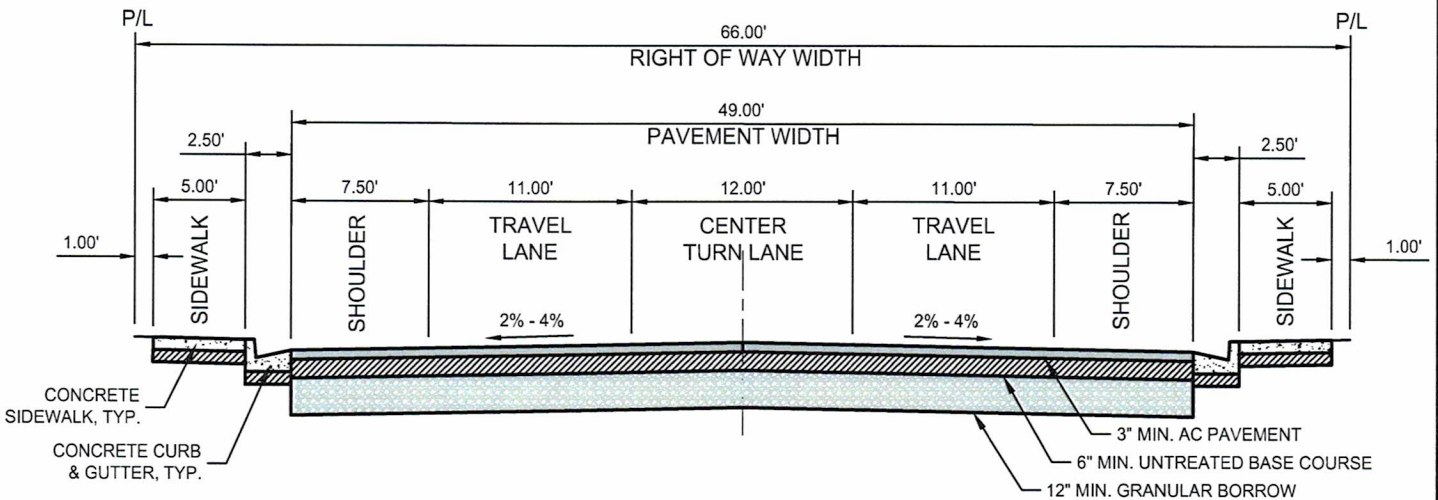 P/L
P/L
66.00'
RIGHT OF WAY WIDTH
49.00'
PAVEMENT WIDTH
2.50'
2.50'
5.00'
7.50'
11.00'
12.00'
11.00'
7.50'
5.00'
1.00'
SIDEWALK
SHOULDER
TRAVEL
LANE
CENTER
TURN LANE
TRAVEL
LANE
SHOULDER
SIDEWALK
1.00'
2% - 4%
2% - 4%
CONCRETE
SIDEWALK, TYP.
CONCRETE CURB
& GUTTER, TYP.
3" MIN. AC PAVEMENT
6" MIN. UNTREATED BASE COURSE
12" MIN. GRANULAR BORROW